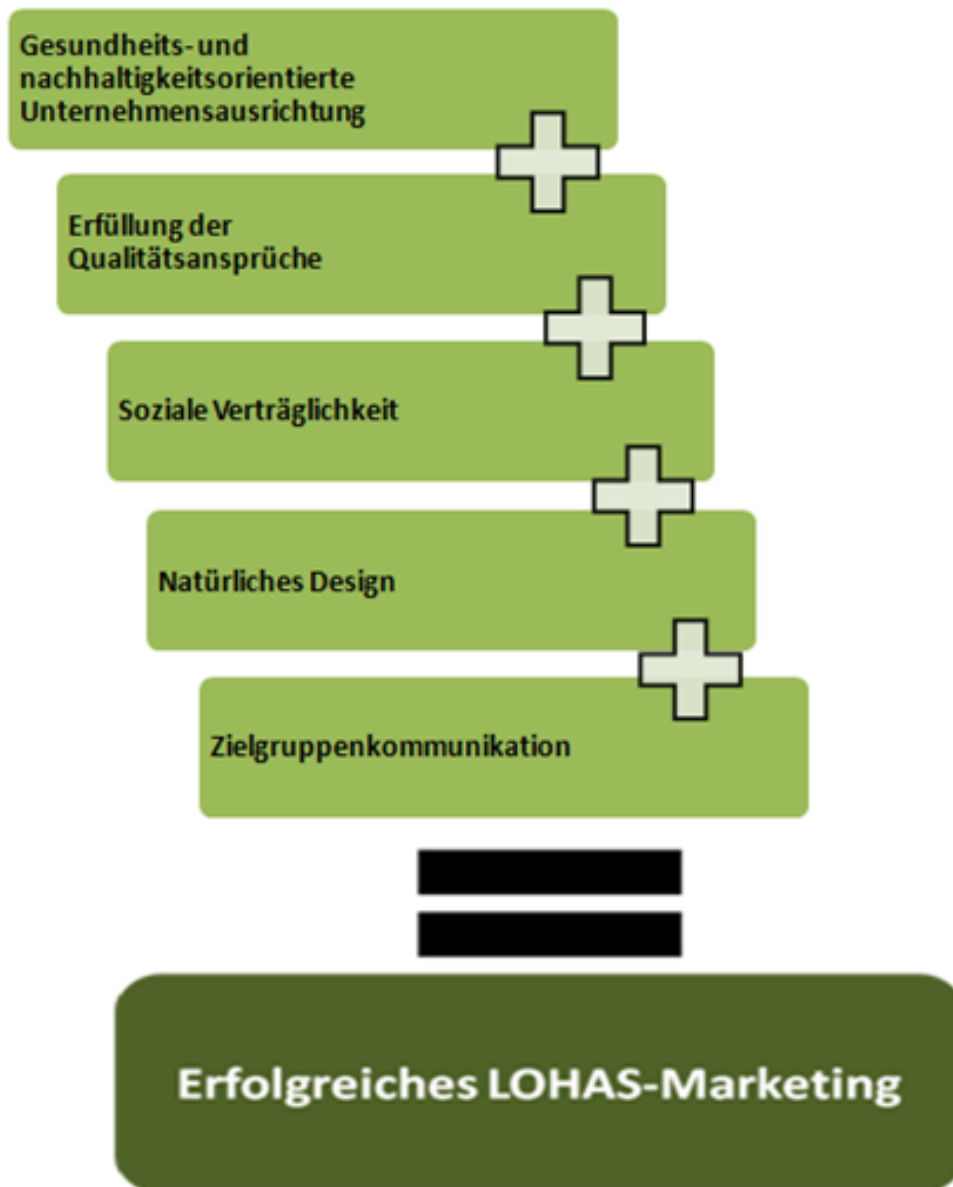 Gesundheits- und
nachhaltigkeitsorientierte
Unternehmensausrichtung
Erfüllung der
Qualitätsansprüche
Soziale Verträglichkeit
Natürliches Design
Zielgruppenkommunikation
Erfolgreiches LOHAS-Marketing